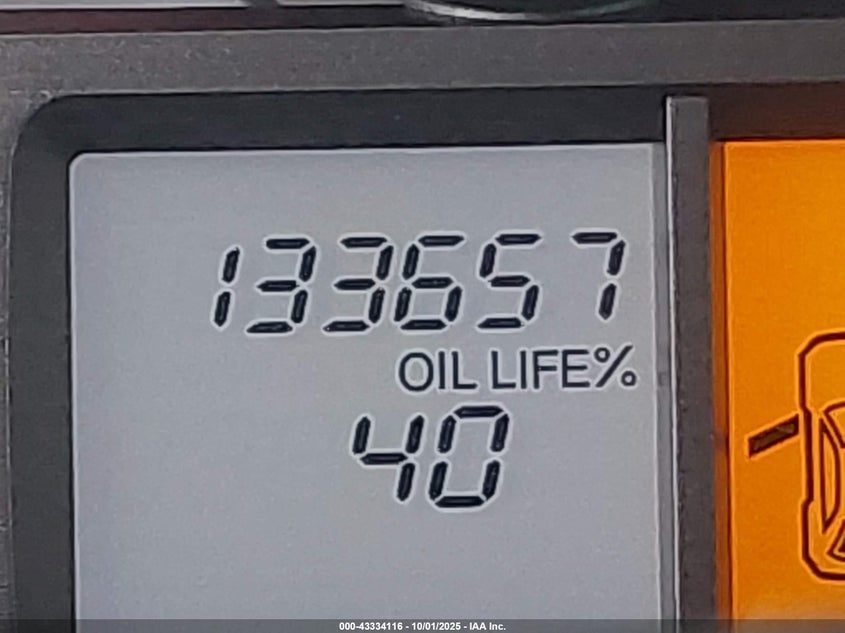 133657
OIL LIFE%
40
000-43334116 - 10/01/2025 - IAA Inc.